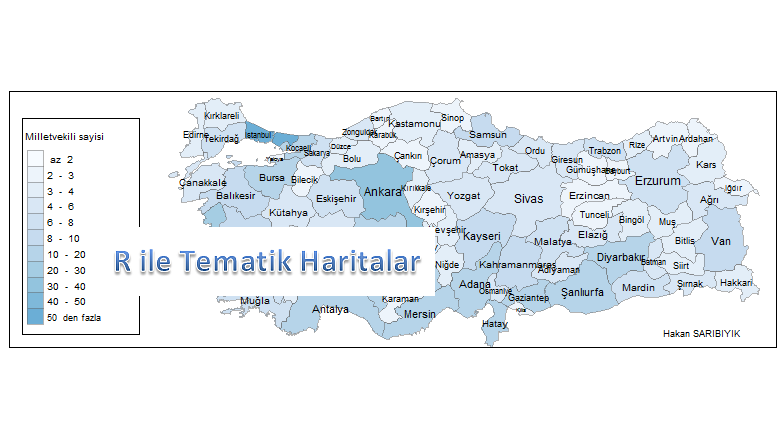 Milletvekili sayisi
az 2
2 - 3
3 - 4
4 - 6
6 - 8
8 - 10
10 - 20
20 - 30
30 - 40
40 - 50
50 den fazla
Kırklareli
Edirne
Tekirdağ
İstanbul
Kocaeli
Sakarya
Düzce
Zonguldak
Bartın
Karabük
Kastamonu
Sinop
Samsun
Ordu
Giresun
Trabzon
Rize
Artvin
Ardahan
Kars
Iğdır
Ağrı
Erzurum
Bayburt
Gümüşhane
Erzincan
Tokat
Amasya
Çorum
Çankırı
Bolu
Yalova
Bursa
Bilecik
Çanakkale
Balıkesir
Kütahya
Eskişehir
Ankara
Kırıkkale
Kırşehir
Yozgat
Sivas
Tunceli
Bingöl
Muş
Bitlis
Van
Elazığ
Malatya
Kayseri
evşehir
Niğde
Kahramanmaraş
Adıyaman
Diyarbakır
Batman
Siirt
Şırnak
Hakkari
Mardin
Şanlıurfa
Gaziantep
Osmaniye
Adana
Kilis
Hatay
Mersin
Karaman
Antalya
Muğla
R ile Tematik Haritalar
Hakan SARIBIYIK